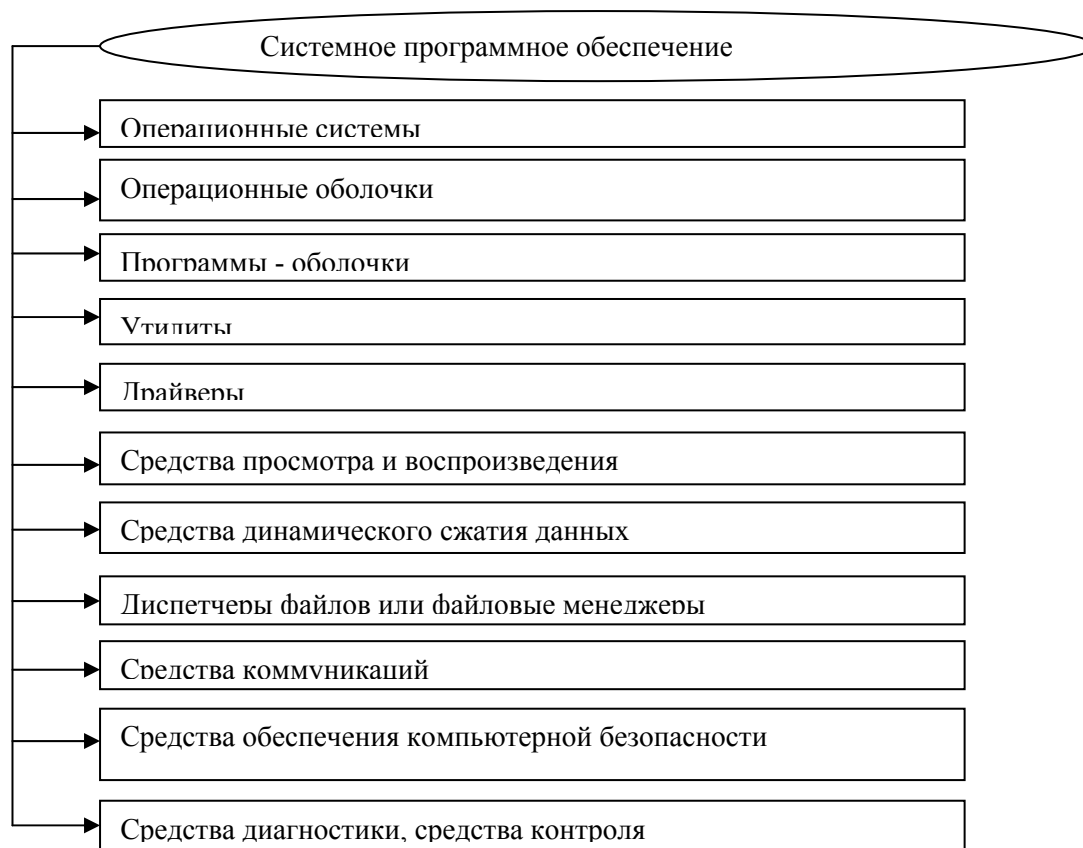 Системное программное обеспечение
Операционные системы
Операционные оболочки
Программы - оболочки
Утилиты
Драйверы
Средства просмотра и воспроизведения
Средства динамического сжатия данных
Диспетчеры файлов или файловые менеджеры
Средства коммуникаций
Средства обеспечения компьютерной безопасности
Средства диагностики, средства контроля